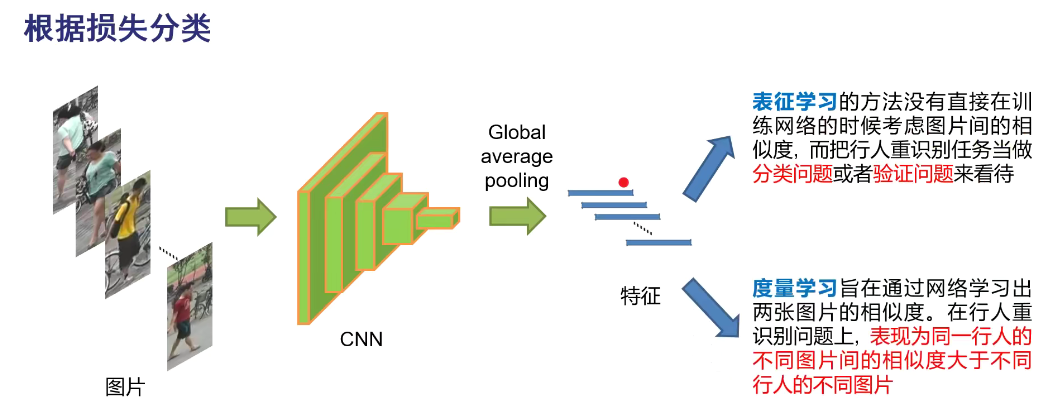 根据损失分类
Global
average
pooling
CNN
图片
特征
表征学习的方法没有直接在训
练网络的时候考虑图片间的相
似度, 而把行人重识别任务当做
分类问题或者验证问题来看待
度量学习旨在通过网络学习出
两张图片的相似度。在行人重
识别问题上, 表现为同一行人的
不同图片间的相似度大于不同
行人的不同图片